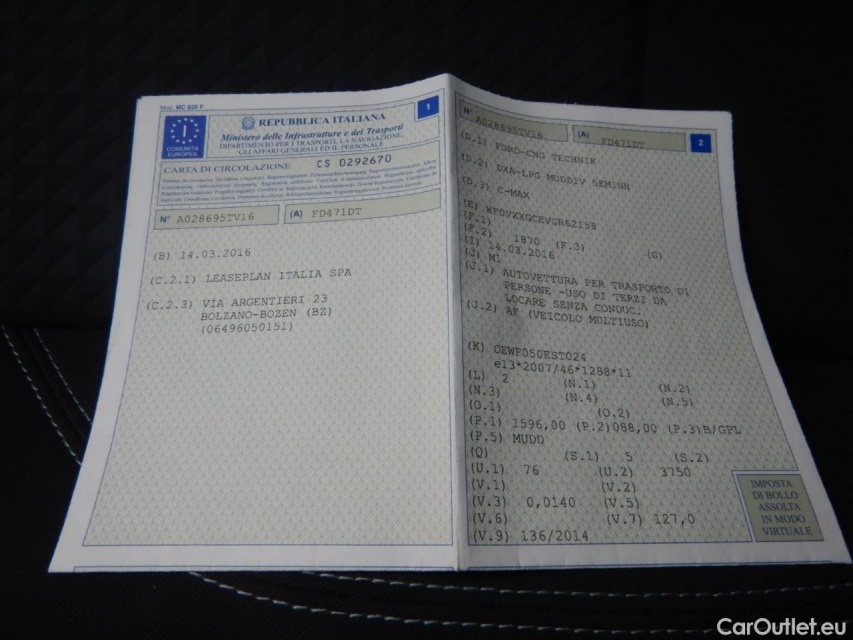 Mod. MC 820 F
I
COMUNITÀ
EUROPEA
REPUBBLICA ITALIANA
1
Ministero delle Infrastrutture e dei Trasporti
DIPARTIMENTO PER I TRASPORTI, LA NAVIGAZIONE,
GLI AFFARI GENERALI ED IL PERSONALE
CARTA DI CIRCOLAZIONE CS 0292670
N° A028695TV16 (A) FD471DT
(B) 14.03.2016
(C.2.1) LEASEPLAN ITALIA SPA
(C.2.3) VIA ARGENTIERI 23
BOLZANO-BOZEN (BZ)
(06496050151)
N° A028695TV16 (A) FD471DT
2
(D.1) FORD-CNG TECHNIK
(D.2) DXA-LPG MUDD1V 5EM1NH
(D.3) C-MAX
(E) WF0VXXGCEVGR62158
(F.1)
(F.2) 1870 (F.3) (G)
(I) 14.03.2016
(J) M1
(J.1) AUTOVETTURA PER TRASPORTO DI
PERSONE -USO DI TERZI DA
LOCARE SENZA CONDUC.
(J.2) AF (VEICOLO MULTIUSO)
(K) OEWF050EST024
e13*2007/46*1288*11
(L) 2 (N.1) (N.2)
(N.3) (N.4) (N.5)
(O.1) (O.2)
(P.1) 1596,00 (P.2)088,00 (P.3)B/GPL
(P.5) MUDD
(Q) (S.1) 5 (S.2)
(U.1) 76 (U.2) 3750
(V.1) (V.2)
(V.3) 0,0140 (V.5)
(V.6) (V.7) 127,0
(V.9) 136/2014
IMPOSTA
DI BOLLO
ASSOLTA
IN MODO
VIRTUALE
CarOutlet.eu